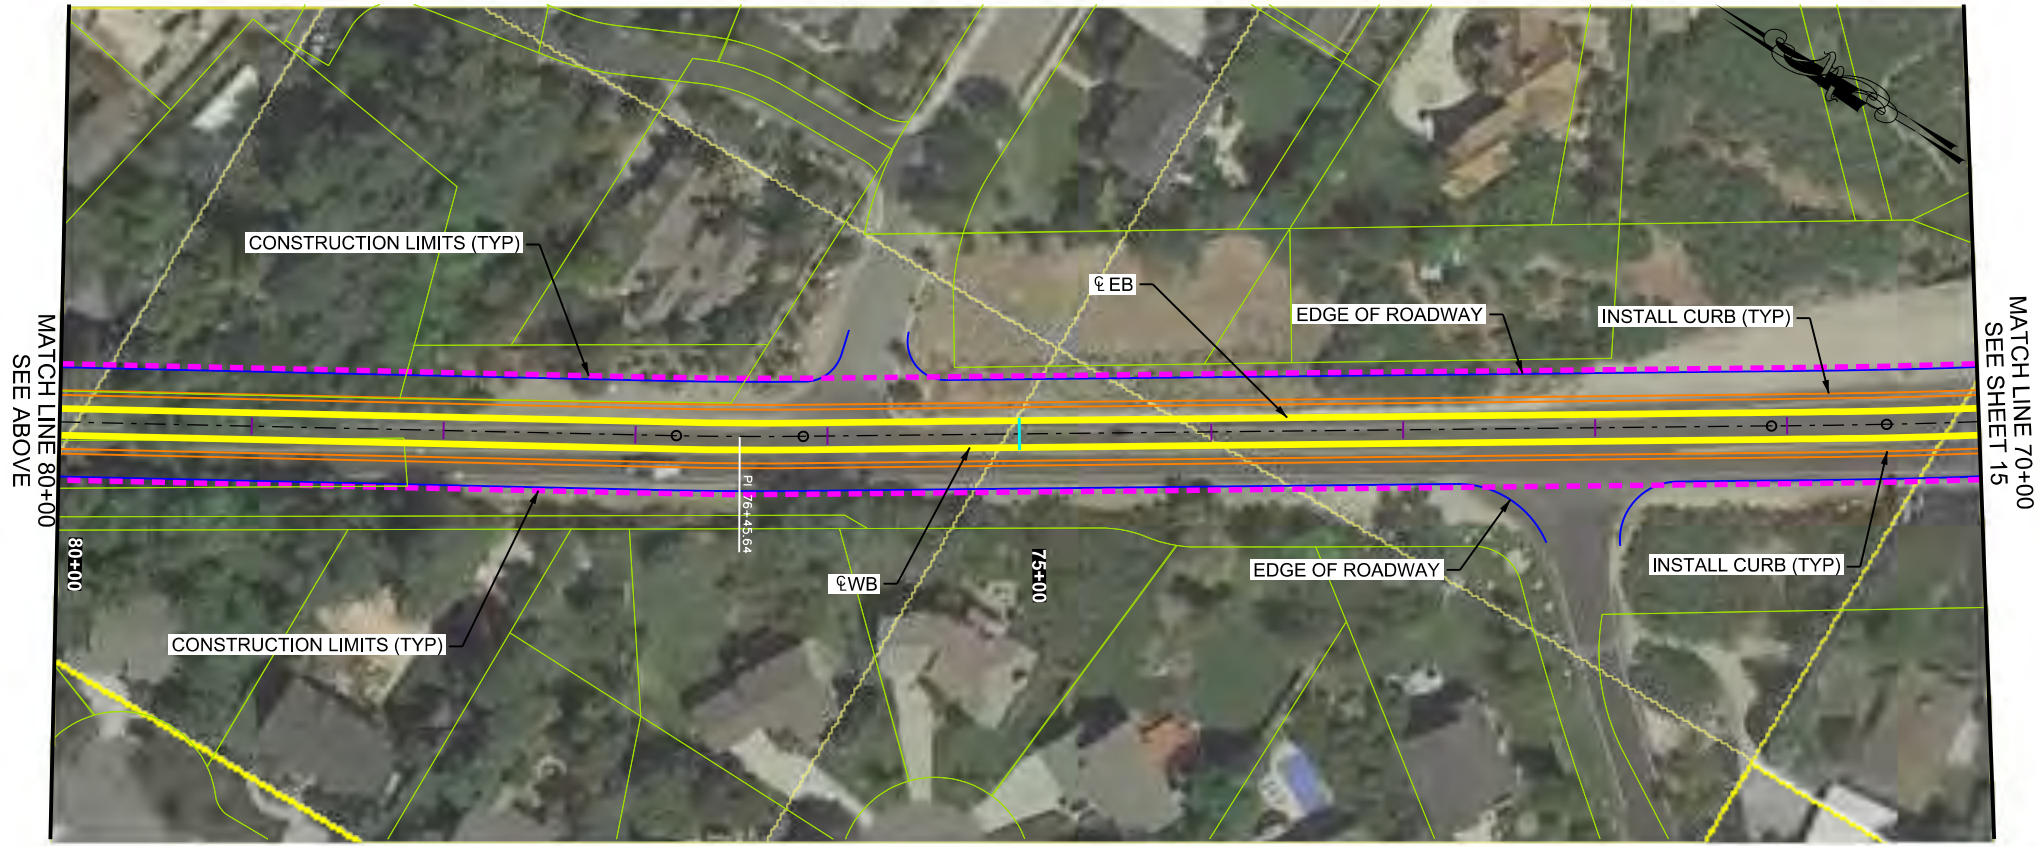 CONSTRUCTION LIMITS (TYP)
℄ EB
EDGE OF ROADWAY
INSTALL CURB (TYP)
MATCH LINE 80+00
SEE ABOVE
MATCH LINE 70+00
SEE SHEET 15
PI 76+45.64
80+00
75+00
℄ WB
EDGE OF ROADWAY
INSTALL CURB (TYP)
CONSTRUCTION LIMITS (TYP)